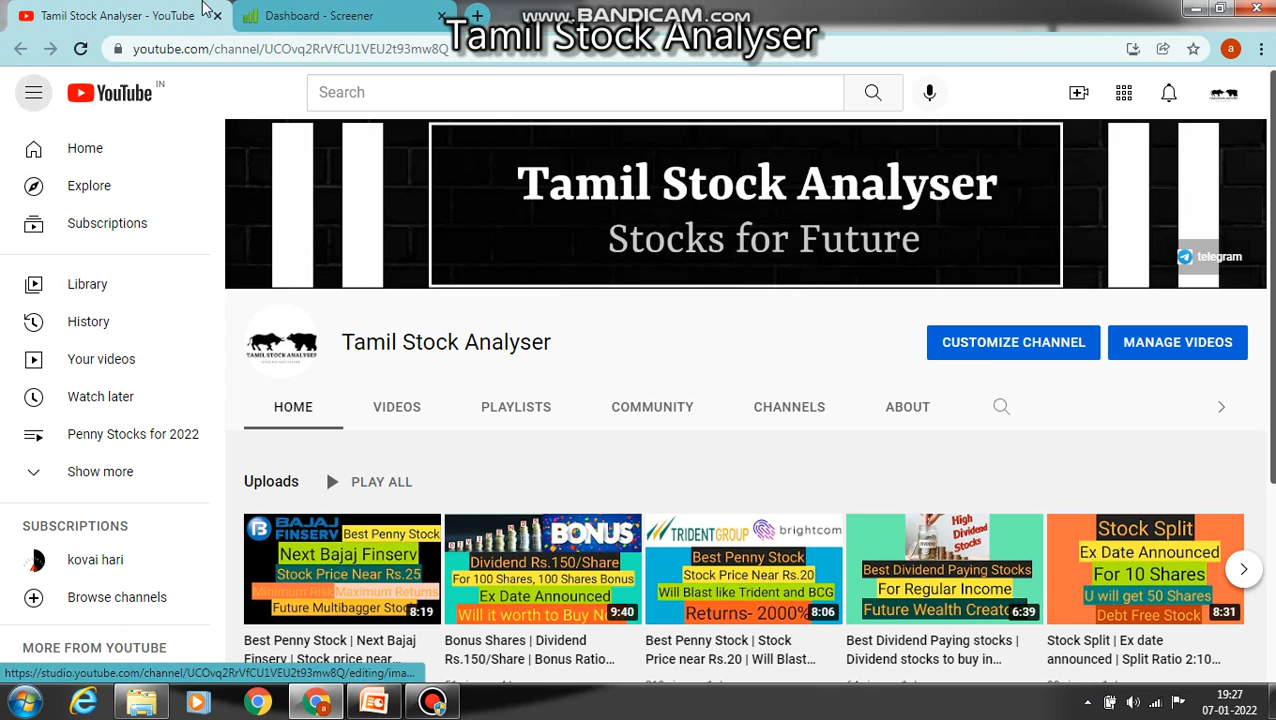 Tamil Stock Analyser - YouTube
Dashboard - Screener
www.BANDICAM.com
Tamil Stock Analyser
youtube.com/channel/UCOvq2RrVfCU1VEU2t93mw8Q
YouTube IN
Search
Home
Explore
Subscriptions
Library
History
Your videos
Watch later
Penny Stocks for 2022
Show more
SUBSCRIPTIONS
kovai hari
Browse channels
MORE FROM YOUTUBE
Tamil Stock Analyser
Stocks for Future
telegram
TAMIL STOCK ANALYSER
Tamil Stock Analyser
CUSTOMIZE CHANNEL
MANAGE VIDEOS
HOME VIDEOS PLAYLISTS COMMUNITY CHANNELS ABOUT
Uploads PLAY ALL
BAJAJ FINSERV
Best Penny Stock
Next Bajaj Finserv
Stock Price Near Rs.25
Minimum Risk Maximum Returns
Future Multibagger Stoc
8:19
Best Penny Stock | Next Bajaj
Finserv | Stock price near...
BONUS
Dividend Rs.150/Share
For 100 Shares, 100 Shares Bonus
Ex Date Announced
Will it worth to Buy N
9:40
Bonus Shares | Dividend
Rs.150/Share | Bonus Ratio...
TRIDENTGROUP brightcom
Best Penny Stock
Stock Price Near Rs.20
Will Blast like Trident and BCG
Returns- 2000%
8:06
Best Penny Stock | Stock
Price near Rs.20 | Will Blast...
High
Dividend
Stocks
Best Dividend Paying Stocks
For Regular Income
Future Wealth Creato
6:39
Best Dividend Paying stocks |
Dividend stocks to buy in...
Stock Split
Ex Date Announced
For 10 Shares
U will get 50 Shares
Debt Free Stock
8:31
Stock Split | Ex date
announced | Split Ratio 2:10...
https://studio.youtube.com/channel/UCOvq2RrVfCU1VEU2t93mw8Q/editing/ima...
19:27
07-01-2022